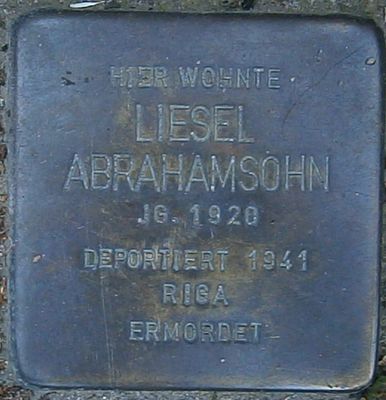 HIER WOHNTE
LIESEL
ABRAHAMSOHN
JG. 1920
DEPORTIERT 1941
RIGA
ERMORDET